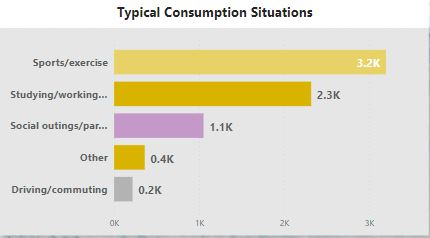 Typical Consumption Situations
Sports/exercise 3.2K
Studying/working... 2.3K
Social outings/par... 1.1K
Other 0.4K
Driving/commuting 0.2K
0K 1K 2K 3K